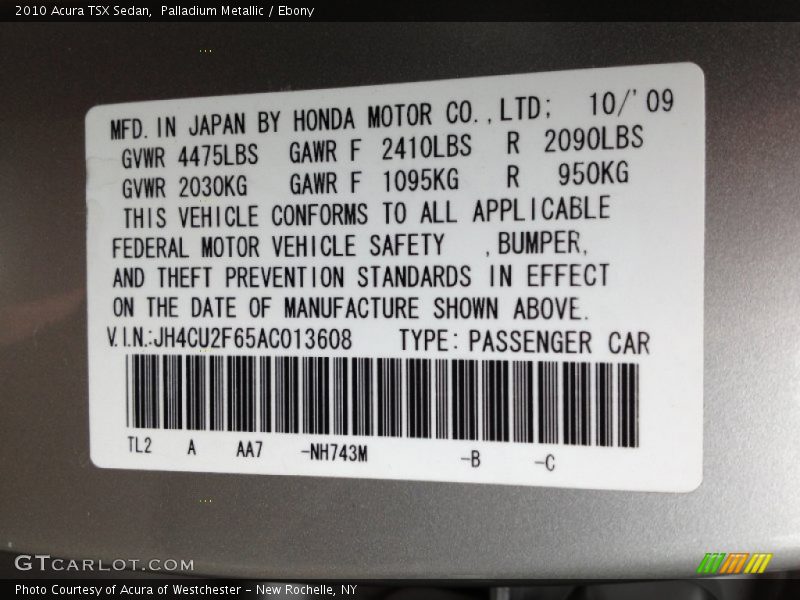 2010 Acura TSX Sedan, Palladium Metallic / Ebony
MFD. IN JAPAN BY HONDA MOTOR CO., LTD; 10/'09
GVWR 4475LBS GAWR F 2410LBS R 2090LBS
GVWR 2030KG GAWR F 1095KG R 950KG
THIS VEHICLE CONFORMS TO ALL APPLICABLE
FEDERAL MOTOR VEHICLE SAFETY , BUMPER,
AND THEFT PREVENTION STANDARDS IN EFFECT
ON THE DATE OF MANUFACTURE SHOWN ABOVE.
V.I.N.:JH4CU2F65AC013608 TYPE: PASSENGER CAR
TL2 A AA7 -NH743M -B -C
GTCARLOT.COM
Photo Courtesy of Acura of Westchester - New Rochelle, NY